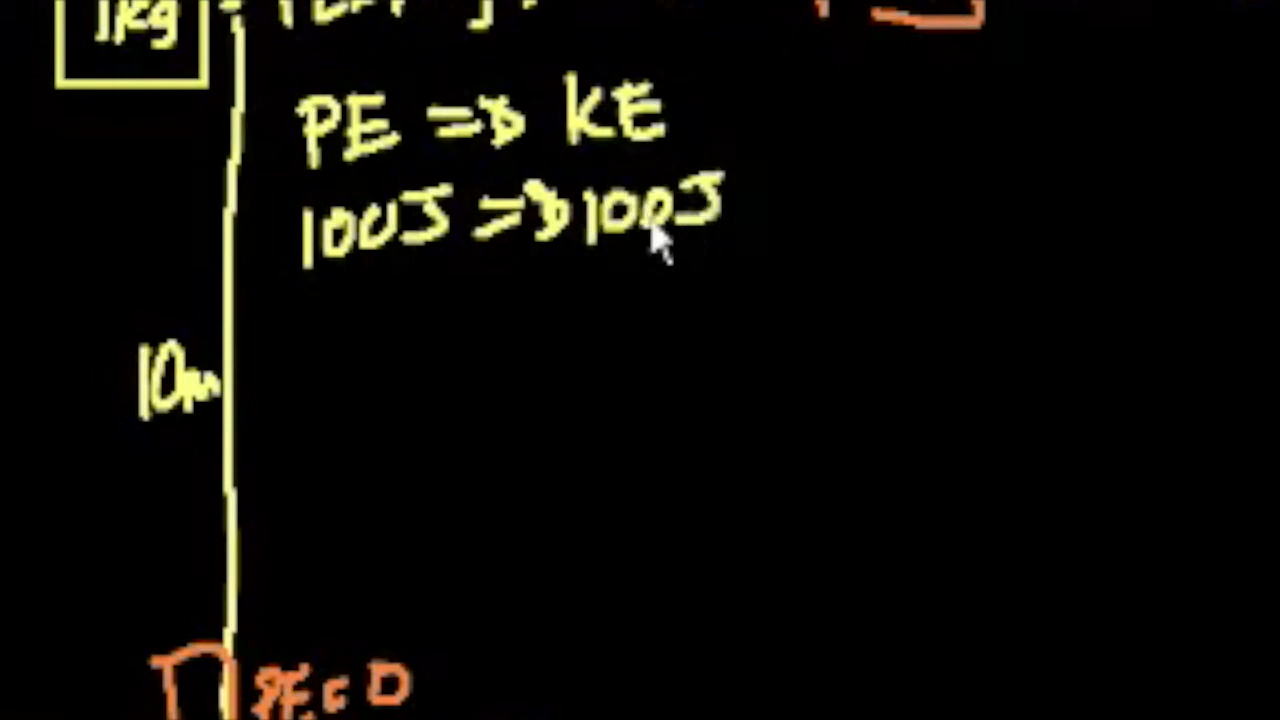 1kg
PE => KE
100J => 100J
10m
PE = 0